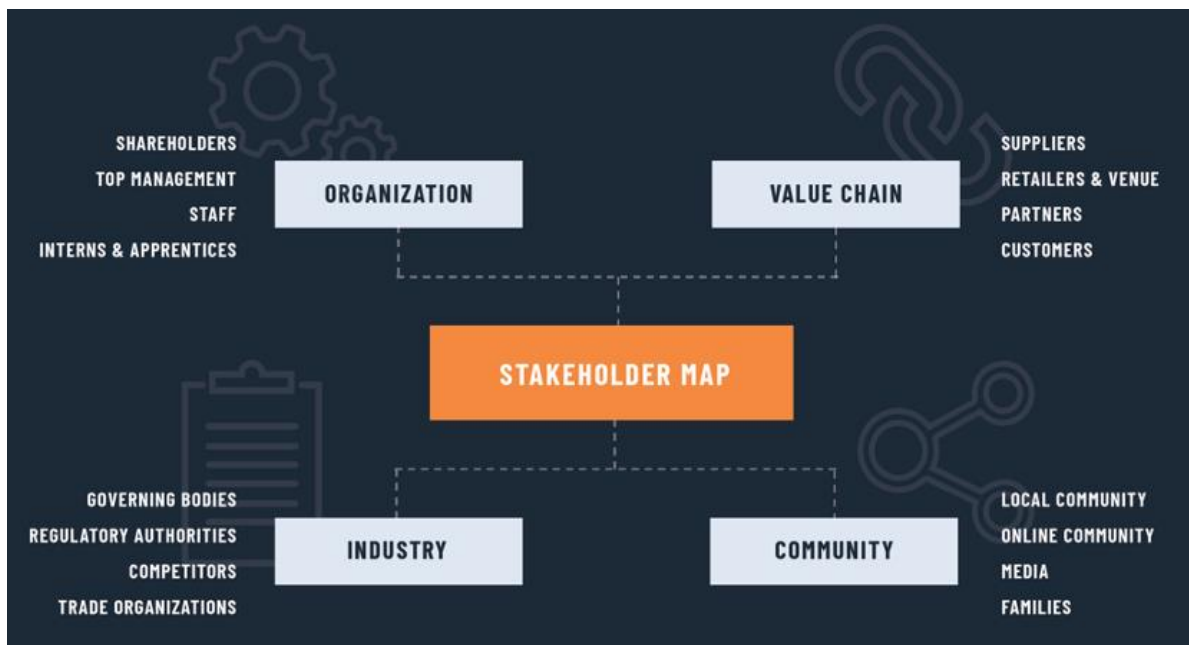 SHAREHOLDERS
TOP MANAGEMENT
STAFF
INTERNS & APPRENTICES
ORGANIZATION
VALUE CHAIN
SUPPLIERS
RETAILERS & VENUE
PARTNERS
CUSTOMERS
STAKEHOLDER MAP
GOVERNING BODIES
REGULATORY AUTHORITIES
COMPETITORS
TRADE ORGANIZATIONS
INDUSTRY
COMMUNITY
LOCAL COMMUNITY
ONLINE COMMUNITY
MEDIA
FAMILIES